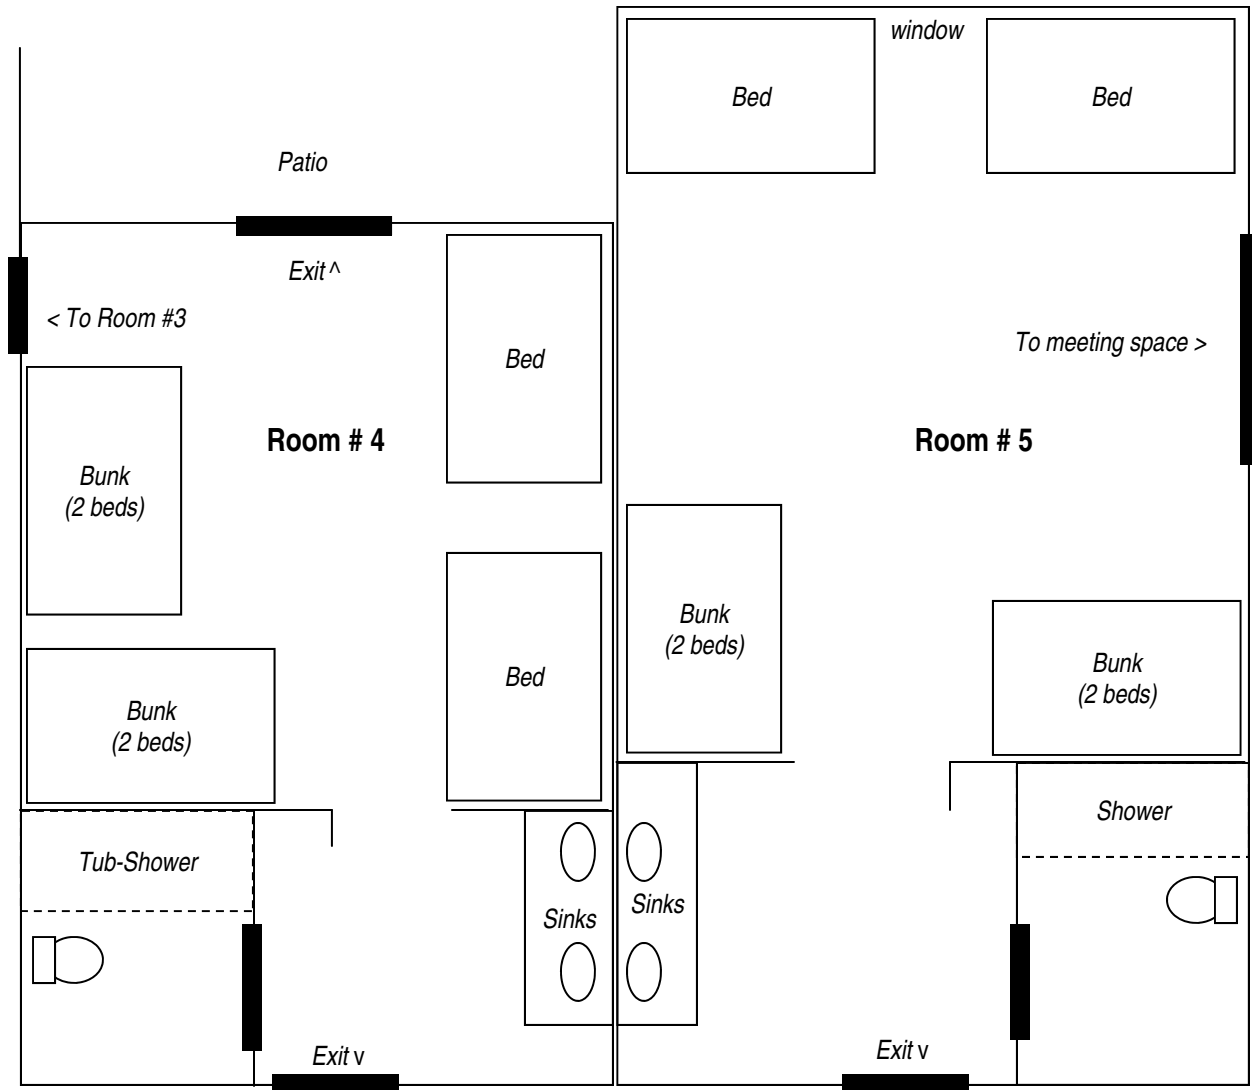 window
Bed
Bed
Patio
Exit ^
< To Room #3
To meeting space >
Bed
Room # 4
Room # 5
Bunk
(2 beds)
Bunk
(2 beds)
Bed
Bunk
(2 beds)
Bunk
(2 beds)
Shower
Tub-Shower
Sinks
Sinks
Exit v
Exit v